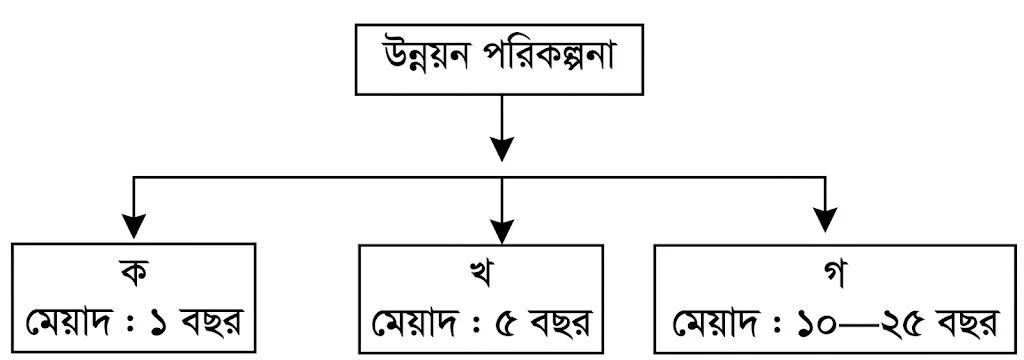 উন্নয়ন পরিকল্পনা
ক
মেয়াদ : ১ বছর
খ
মেয়াদ : ৫ বছর
গ
মেয়াদ : ১০—২৫ বছর